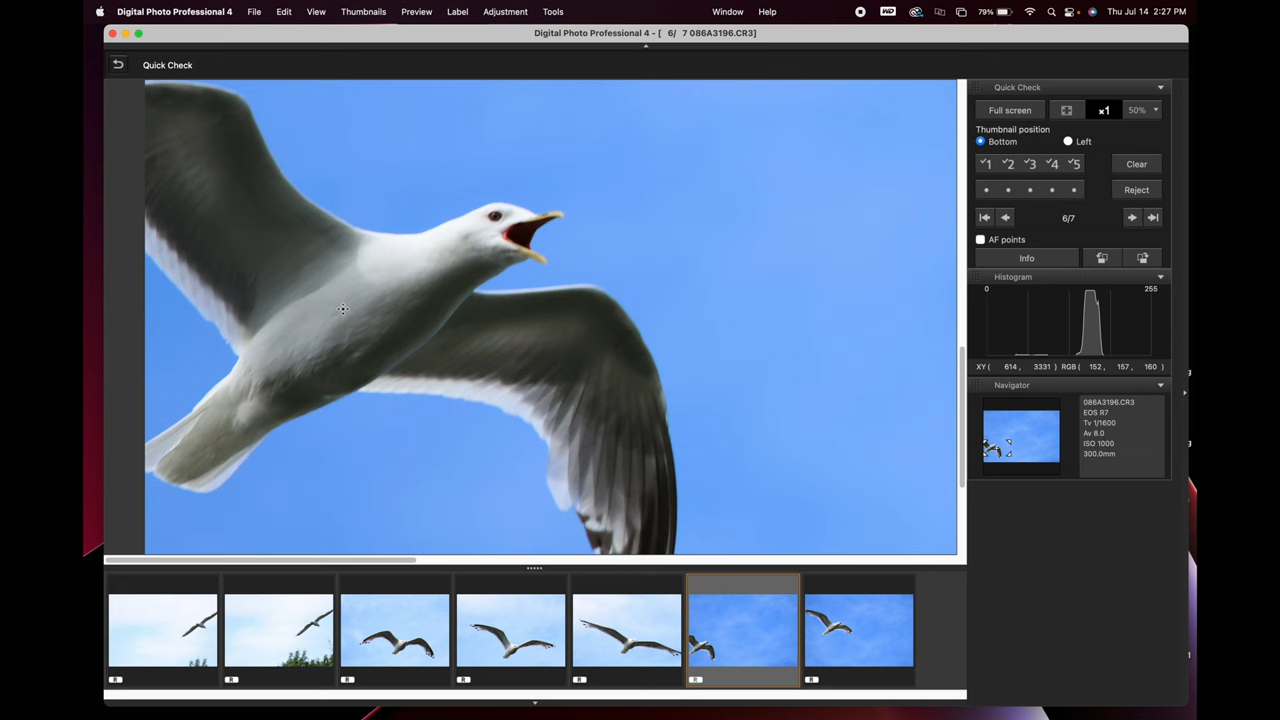 Digital Photo Professional 4 File Edit View Thumbnails Preview Label Adjustment Tools Window Help WD 79% Thu Jul 14 2:27 PM
Digital Photo Professional 4 - [ 6/ 7 086A3196.CR3]
Quick Check
Quick Check
Full screen x1 50%
Thumbnail position
Bottom Left
1 2 3 4 5 Clear
Reject
6/7
AF points
Info
Histogram
0 255
XY( 614, 3331 ) RGB( 152, 157, 160 )
Navigator
086A3196.CR3
EOS R7
Tv 1/1600
Av 8.0
ISO 1000
300.0mm
R R R R R R R